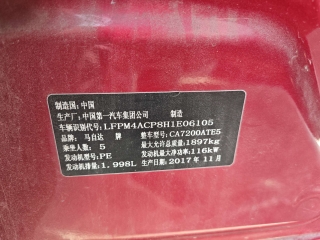 制造国：中国
生产厂：中国第一汽车集团公司 制造
车辆识别代号：LFPM4ACP8H1E06105
品牌：马自达 牌 整车型号：CA7200ATE5
乘坐人数：5 最大允许总质量：1897kg
发动机型号：PE 发动机最大净功率：116kW
发动机排量：1.998L 2017年11月